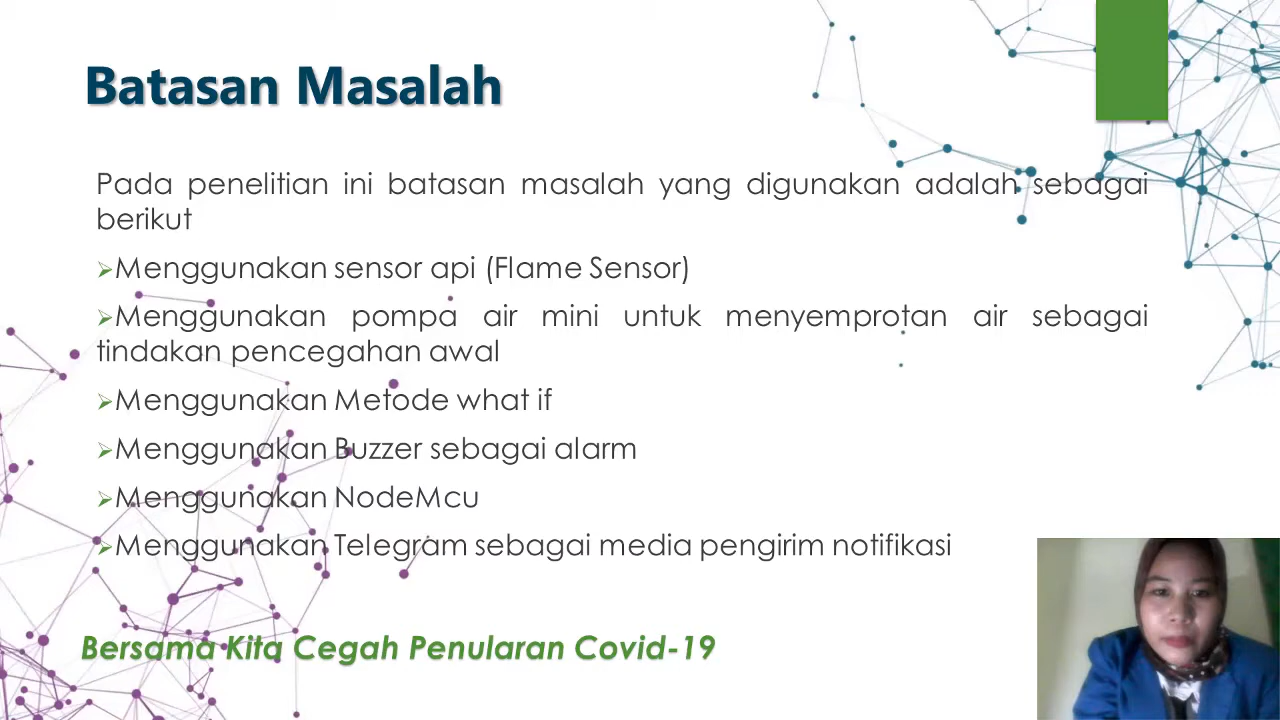 Batasan Masalah
Pada penelitian ini batasan masalah yang digunakan adalah sebagai
berikut
➢Menggunakan sensor api (Flame Sensor)
➢Menggunakan pompa air mini untuk menyemprotan air sebagai
tindakan pencegahan awal
➢Menggunakan Metode what if
➢Menggunakan Buzzer sebagai alarm
➢Menggunakan NodeMcu
➢Menggunakan Telegram sebagai media pengirim notifikasi
Bersama Kita Cegah Penularan Covid-19